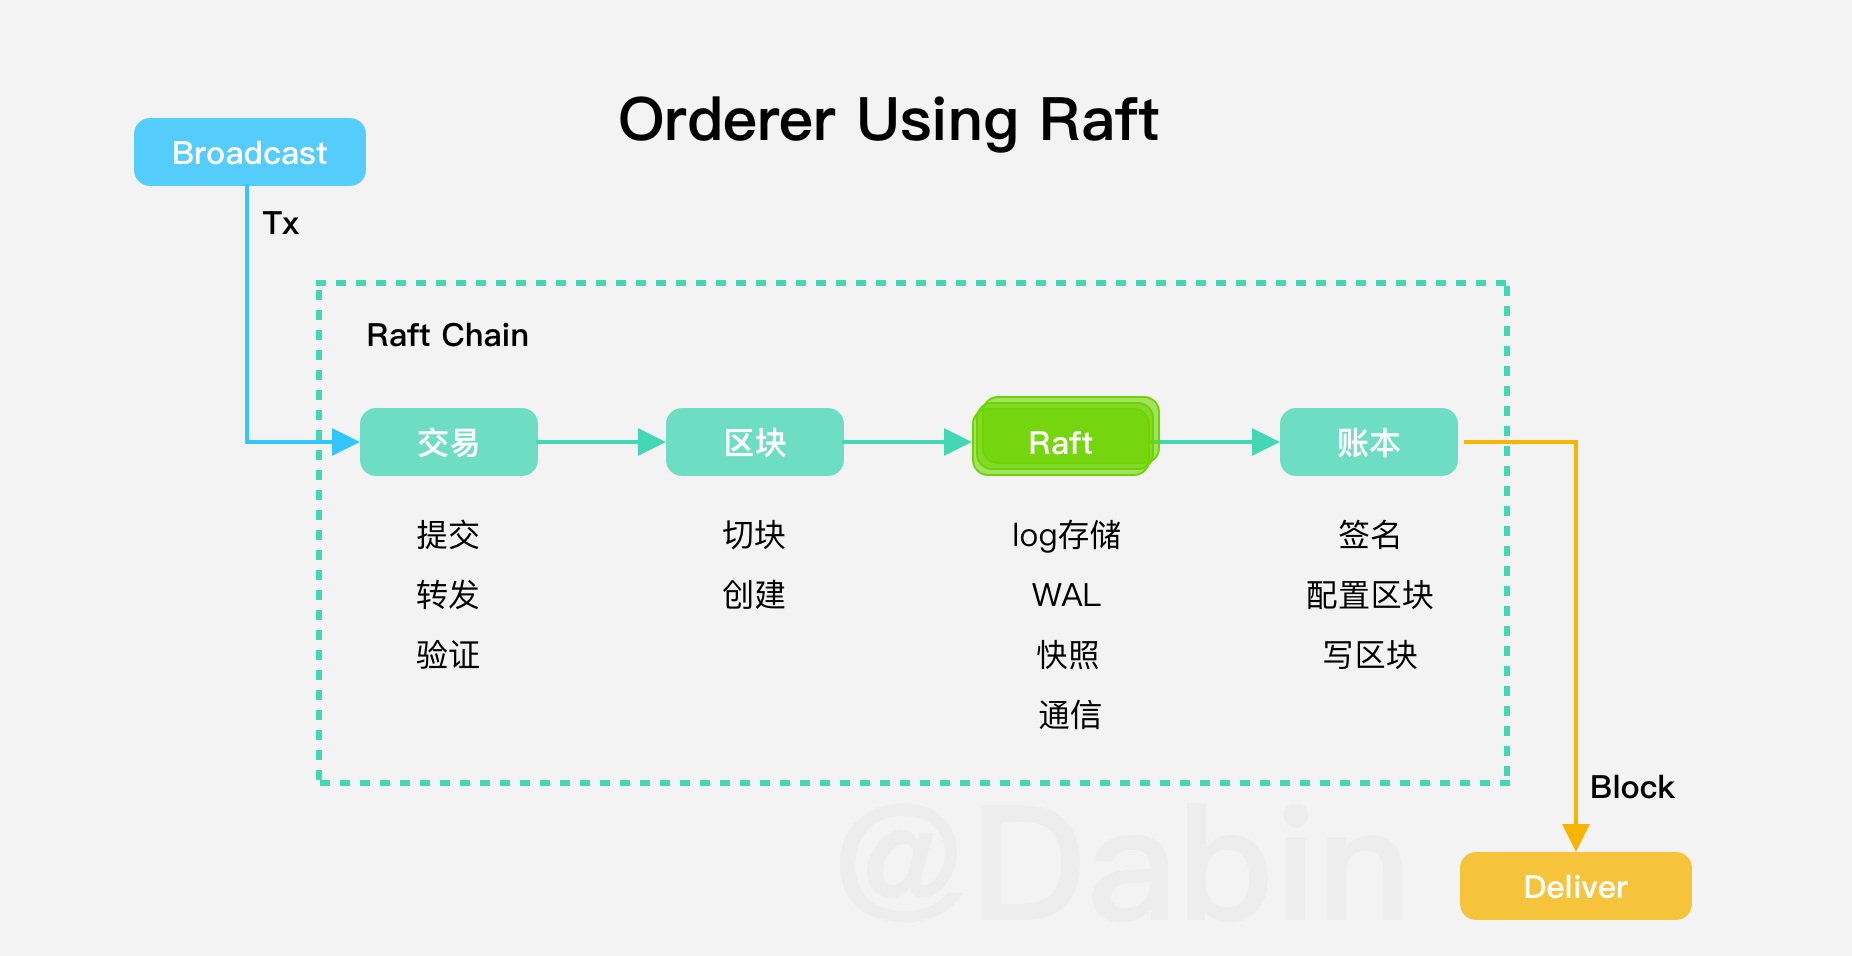 Orderer Using Raft
Broadcast
Tx
Raft Chain
交易
区块
Raft
账本
提交
转发
验证
切块
创建
log存储
WAL
快照
通信
签名
配置区块
写区块
Block
Deliver
@Dabin